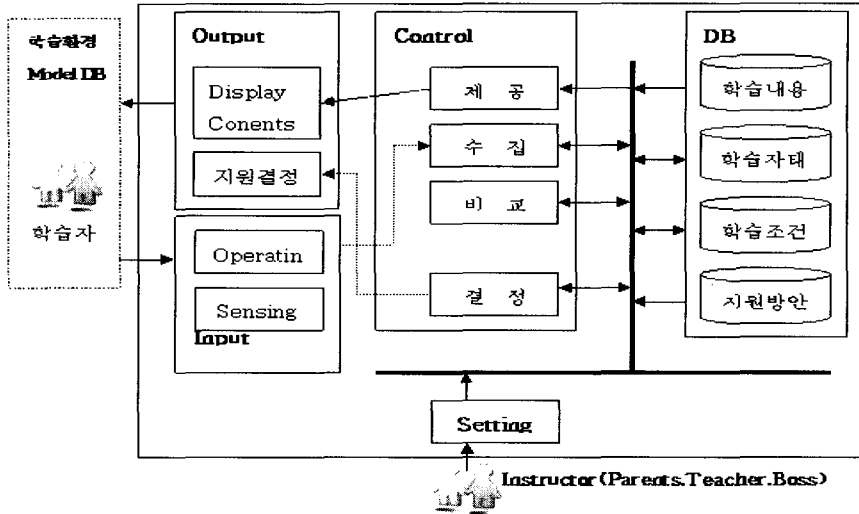 학습환경
Model DB
학습자
Output
Display
Conents
지원결정
Operatin
Sensing
Input
Control
제 공
수 집
비 교
결 정
DB
학습내용
학습자태
학습조건
지원방안
Setting
Instructor(Parents.Teacher.Boss)